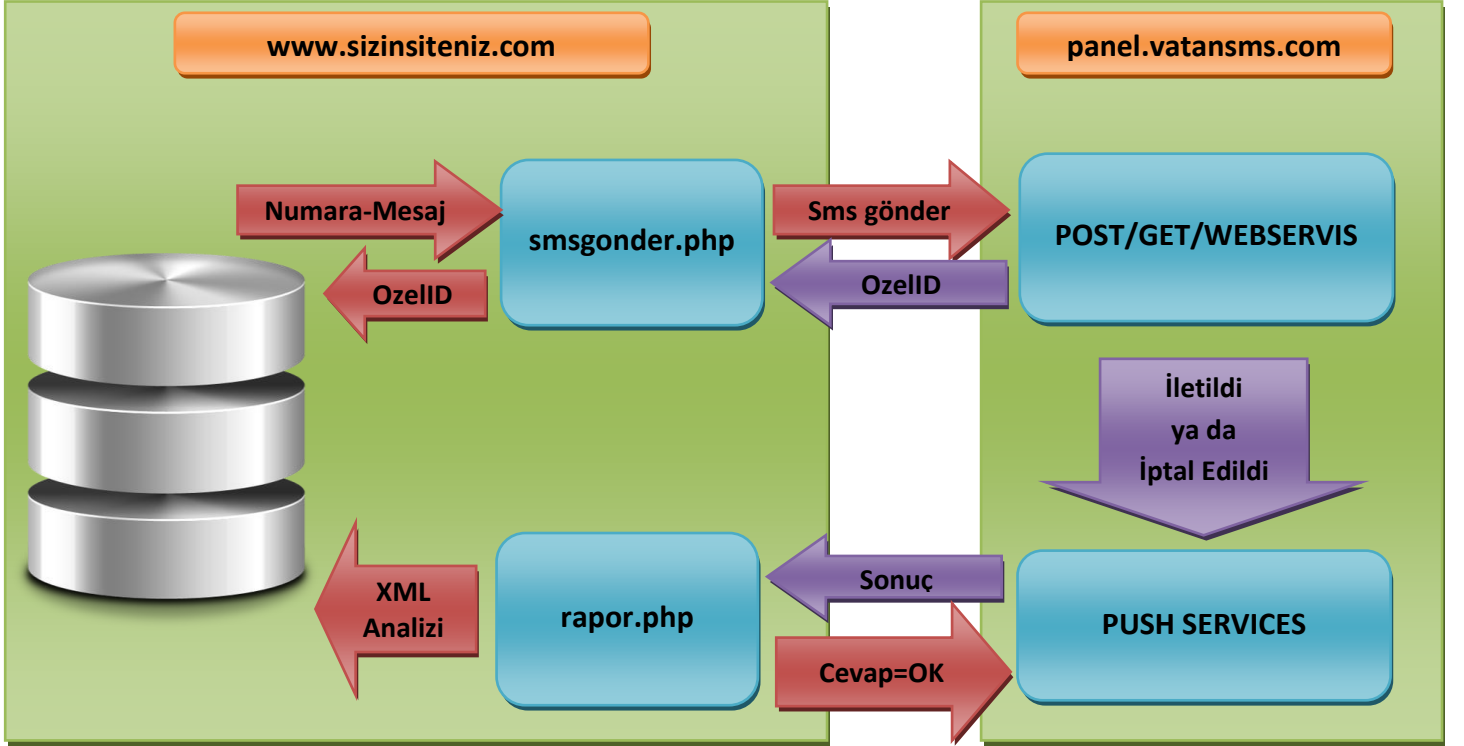 www.sizinsiteniz.com
panel.vatansms.com
Numara-Mesaj
smsgonder.php
Sms gönder
POST/GET/WEBSERVIS
OzelID
OzelID
İletildi
ya da
İptal Edildi
XML
Analizi
rapor.php
Sonuç
PUSH SERVICES
Cevap=OK